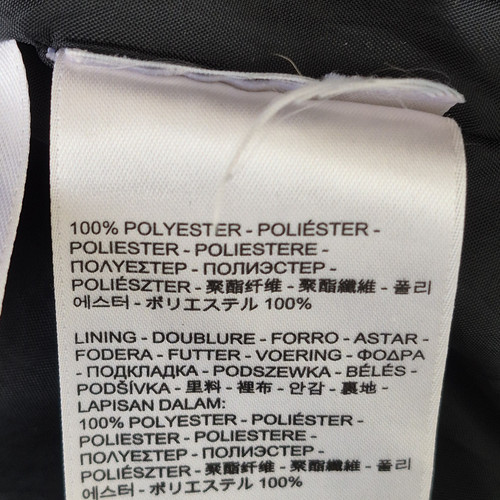 100% POLYESTER - POLIÉSTER -
POLIESTER - POLIESTERE -
ΠΟΛΥΕΣΤΕΡ - ПОЛИЭСТЕР -
POLIÉSZTER - 聚酯纤维 - 聚酯纖維 - 폴리
에스터 - ポリエステル 100%
LINING - DOUBLURE - FORRO - ASTAR -
FODERA - FUTTER - VOERING - ΦΟΔΡΑ
- ПОДКЛАДКА - PODSZEWKA - BÉLÉS -
PODŠÍVKA - 里料 - 裡布 - 안감 - 裏地 -
LAPISAN DALAM:
100% POLYESTER - POLIÉSTER -
POLIESTER - POLIESTERE -
ΠΟΛΥΕΣΤΕΡ - ПОЛИЭСТЕР -
POLIÉSZTER - 聚酯纤维 - 聚酯纖維 - 폴리
에스터 - ポリエステル 100%